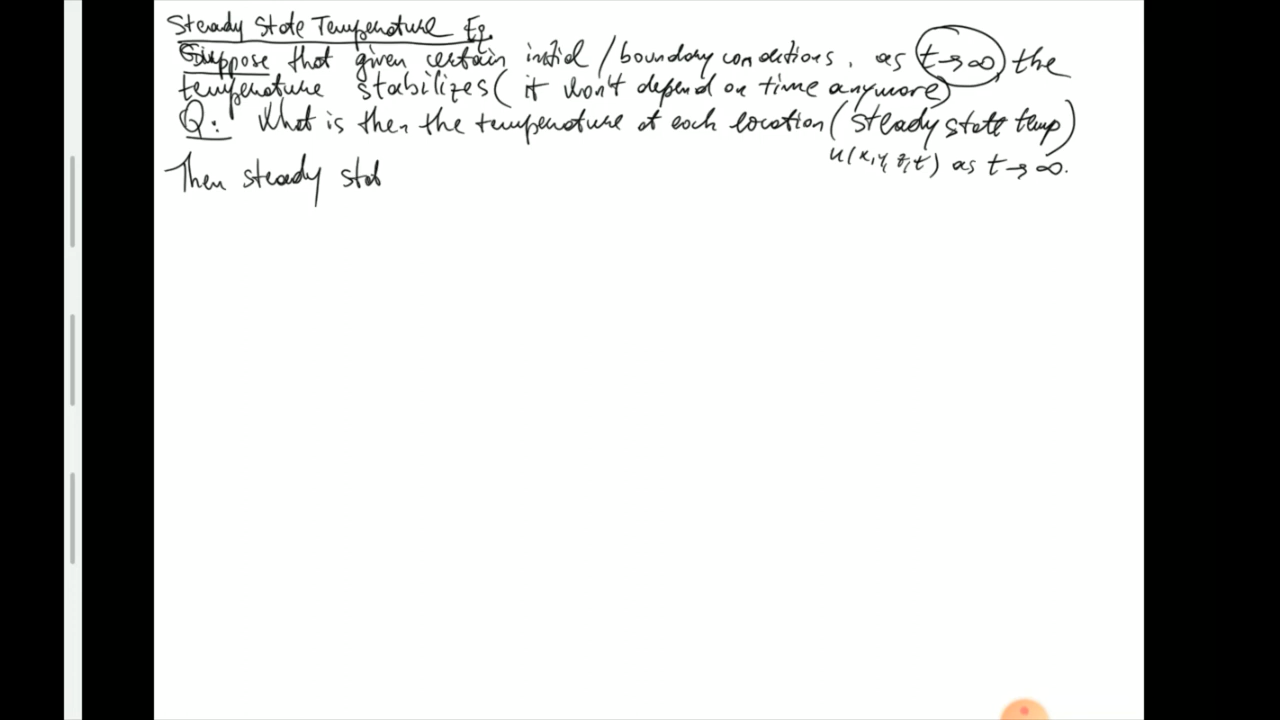 Steady State Temperature Eq.
Suppose that given certain initial/boundary conditions, as t→∞, the
temperature stabilizes (it won't depend on time anymore)
Q: What is then the temperature at each location (steady state temp)
u(x,y,z,t) as t→∞.
Then steady stat